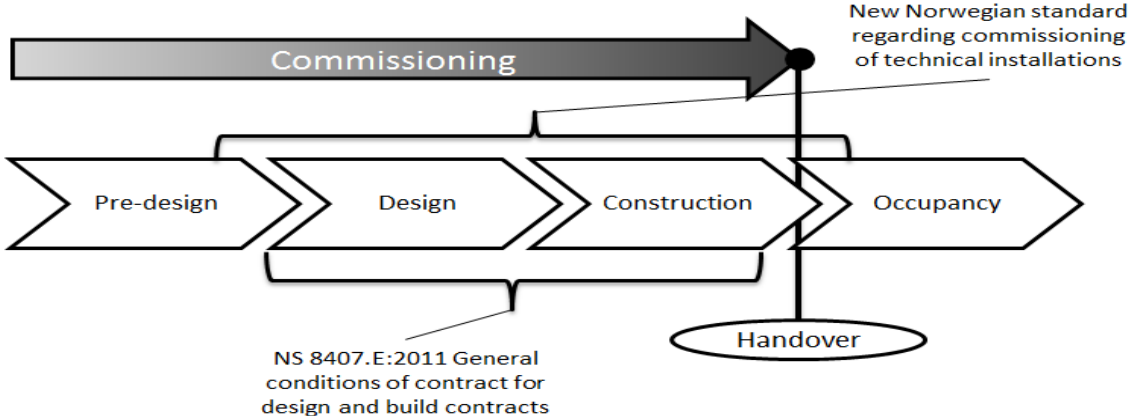 New Norwegian standard
regarding commissioning
of technical installations
Commissioning
Pre-design
Design
Construction
Occupancy
Handover
NS 8407.E:2011 General
conditions of contract for
design and build contracts